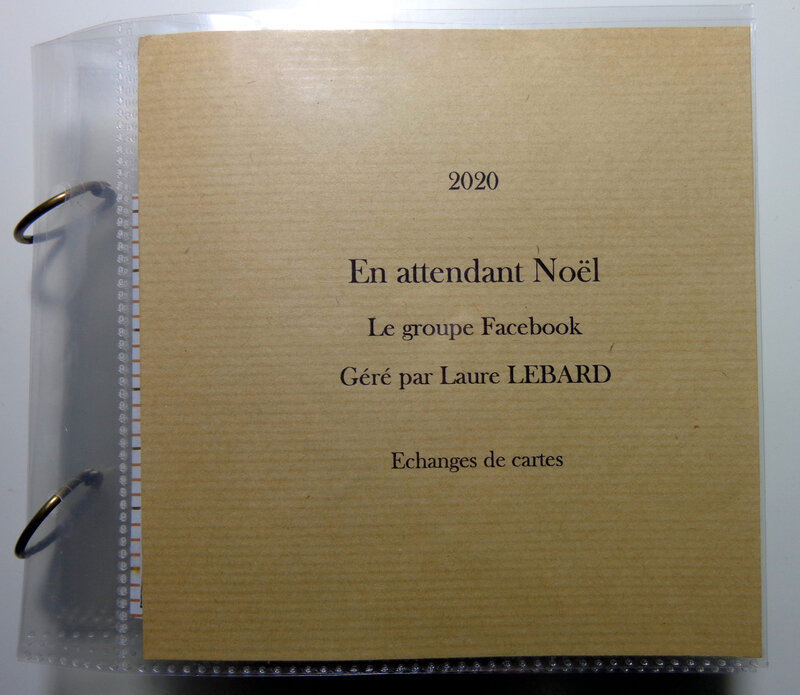 2020
En attendant Noël
Le groupe Facebook
Géré par Laure LEBARD
Echanges de cartes